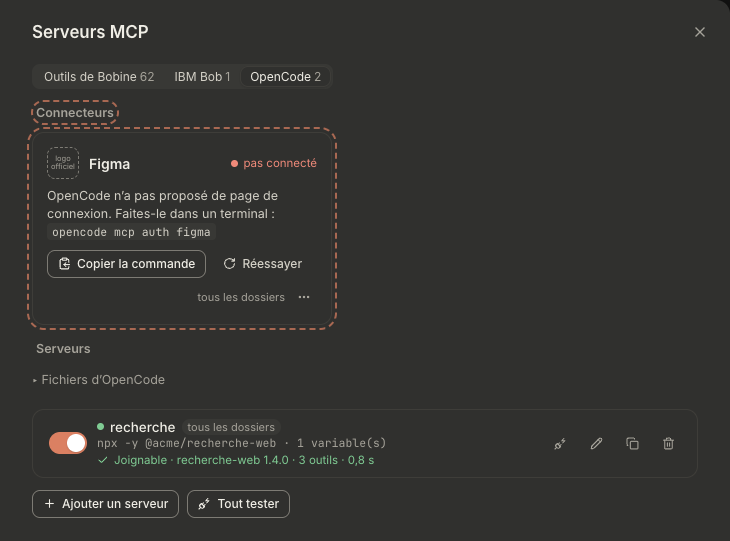 Serveurs MCP
Outils de Bobine 62 IBM Bob 1 OpenCode 2
Connecteurs
logo
officiel
Figma
pas connecté
OpenCode n’a pas proposé de page de
connexion. Faites-le dans un terminal :
opencode mcp auth figma
Copier la commande
Réessayer
tous les dossiers
Serveurs
Fichiers d’OpenCode
recherche tous les dossiers
npx -y @acme/recherche-web · 1 variable(s)
Joignable · recherche-web 1.4.0 · 3 outils · 0,8 s
Ajouter un serveur
Tout tester